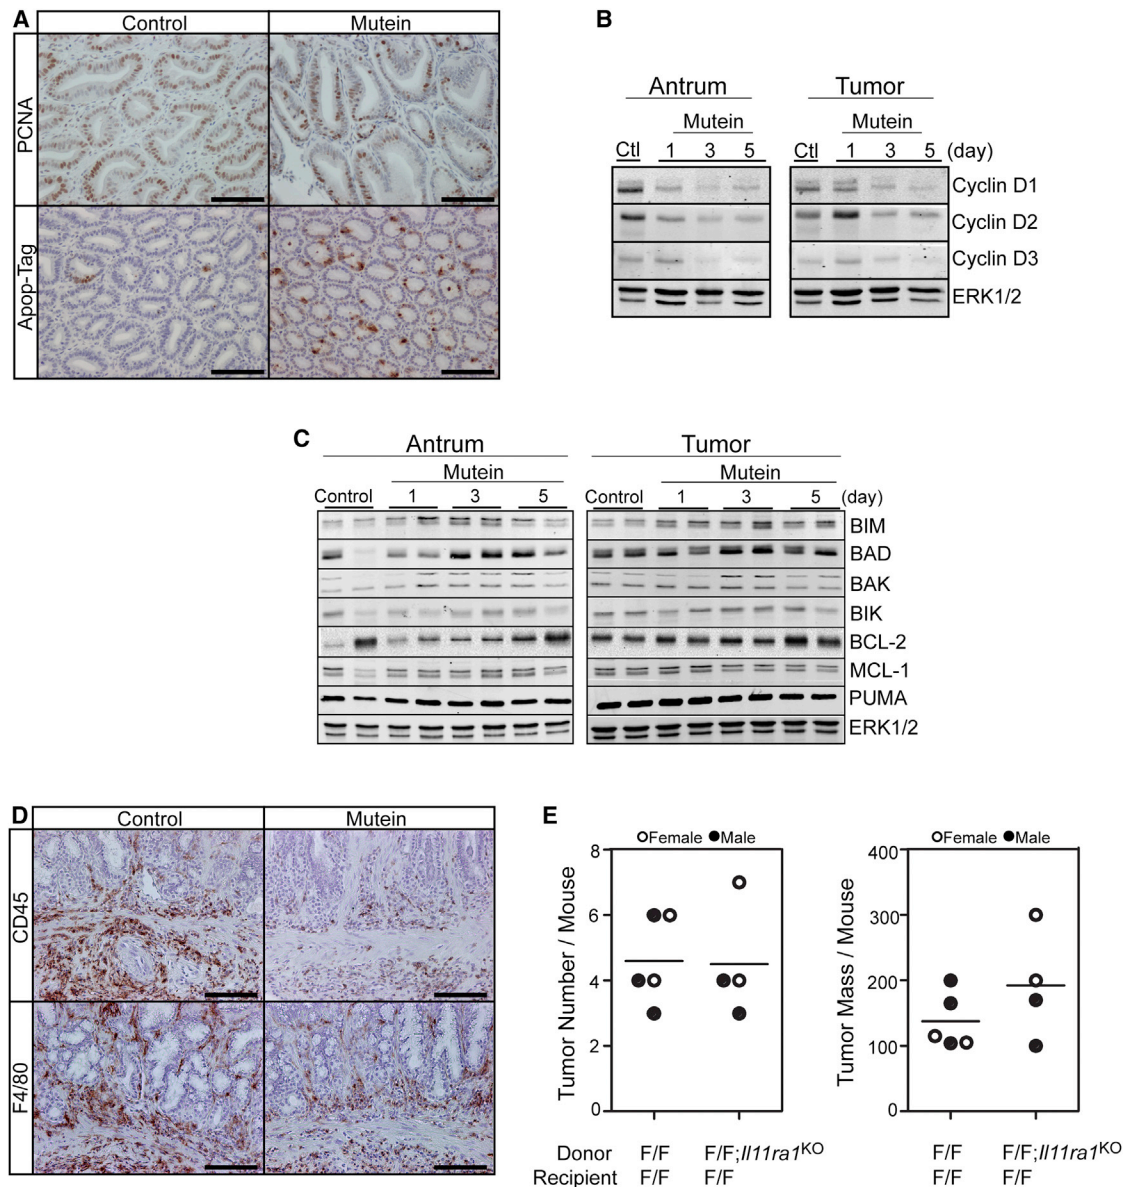 A
Control Mutein
PCNA
Apop-Tag
B
Antrum Tumor
Mutein Mutein
Ctl 1 3 5 Ctl 1 3 5 (day)
Cyclin D1
Cyclin D2
Cyclin D3
ERK1/2
C
Antrum Tumor
Mutein Mutein
Control 1 3 5 Control 1 3 5 (day)
BIM
BAD
BAK
BIK
BCL-2
MCL-1
PUMA
ERK1/2
D
Control Mutein
CD45
F4/80
E
Female Male
Tumor Number / Mouse
8
6
4
2
0
Female Male
Tumor Mass / Mouse
400
300
200
100
0
Donor F/F F/F;Il11ra1KO F/F F/F;Il11ra1KO
Recipient F/F F/F F/F F/F